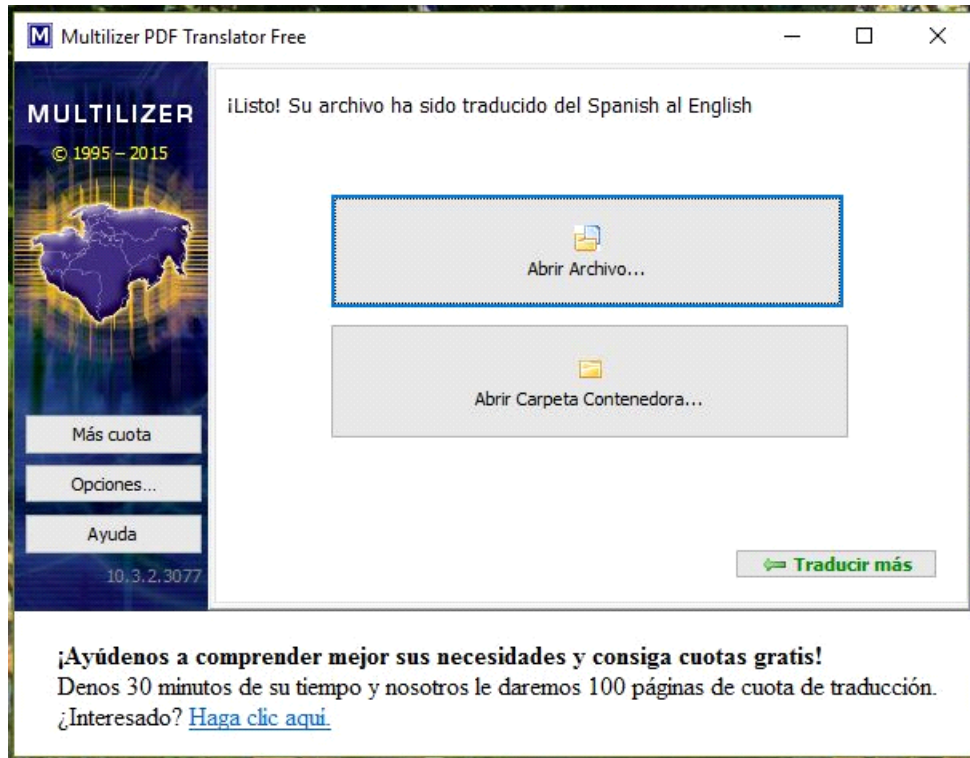 Multilizer PDF Translator Free
MULTILIZER
© 1995 – 2015
¡Listo! Su archivo ha sido traducido del Spanish al English
Abrir Archivo...
Abrir Carpeta Contenedora...
Más cuota
Opciones...
Ayuda
10.3.2.3077
Traducir más
¡Ayúdenos a comprender mejor sus necesidades y consiga cuotas gratis!
Denos 30 minutos de su tiempo y nosotros le daremos 100 páginas de cuota de traducción.
¿Interesado? Haga clic aquí.